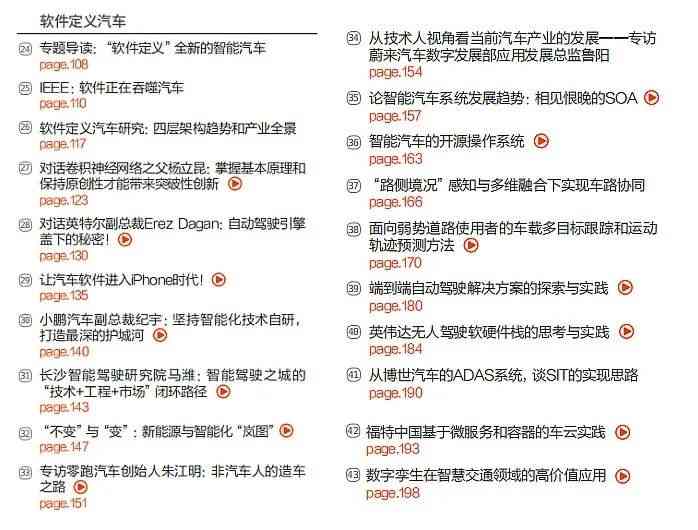 软件定义汽车
24 专题导读：“软件定义”全新的智能汽车
page.108
25 IEEE：软件正在吞噬汽车
page.110
26 软件定义汽车研究：四层架构趋势和产业全景
page.117
27 对话卷积神经网络之父杨立昆：掌握基本原理和
保持原创性才能带来突破性创新
page.123
28 对话英特尔副总裁Erez Dagan：自动驾驶引擎
盖下的秘密！
page.130
29 让汽车软件进入iPhone时代！
page.135
30 小鹏汽车副总裁纪宇：坚持智能化技术自研，
打造最深的护城河
page.140
31 长沙智能驾驶研究院马潍：智能驾驶之城的
“技术+工程+市场”闭环路径
page.143
32 “不变”与“变”：新能源与智能化“岚图”
page.147
33 专访零跑汽车创始人朱江明：非汽车人的造车
之路
page.151
34 从技术人视角看当前汽车产业的发展——专访
蔚来汽车数字发展部应用发展总监鲁阳
page.154
35 论智能汽车系统发展趋势：相见恨晚的SOA
page.157
36 智能汽车的开源操作系统
page.163
37 “路侧境况”感知与多维融合下实现车路协同
page.166
38 面向弱势道路使用者的车载多目标跟踪和运动
轨迹预测方法
page.170
39 端到端自动驾驶解决方案的探索与实践
page.180
40 英伟达无人驾驶软硬件栈的思考与实践
page.184
41 从博世汽车的ADAS系统，谈SIT的实现思路
page.190
42 福特中国基于微服务和容器的车云实践
page.193
43 数字孪生在智慧交通领域的高价值应用
page.198